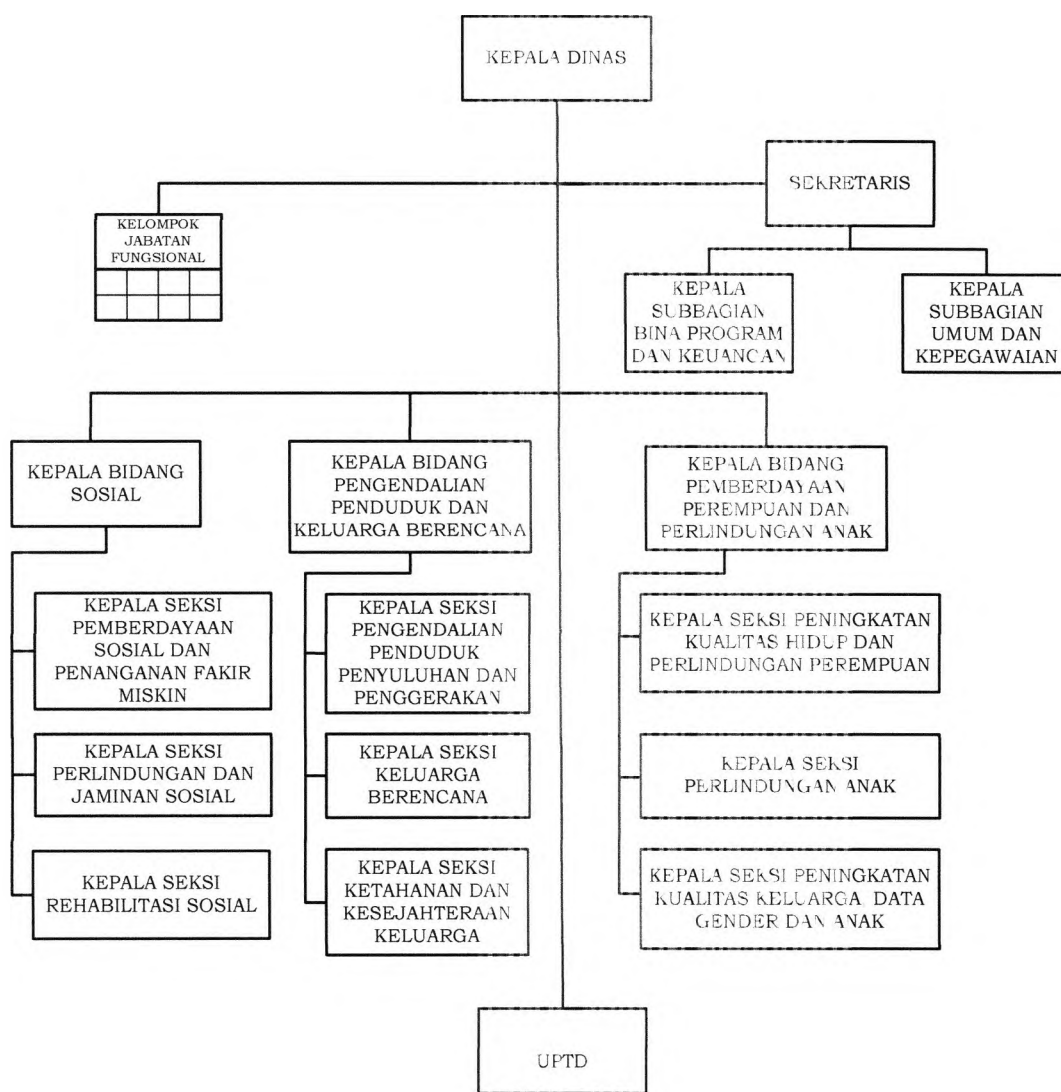 KEPALA DINAS
SEKRETARIS
KELOMPOK
JABATAN
FUNGSIONAL
KEPALA
SUBBAGIAN
BINA PROGRAM
DAN KEUANCAN
KEPALA
SUBBAGIAN
UMUM DAN
KEPEGAWAIAN
KEPALA BIDANG
SOSIAL
KEPALA BIDANG
PENGENDALIAN
PENDUDUK DAN
KELUARGA BERENCANA
KEPALA BIDANG
PEMBERDAYAAN
PEREMPUAN DAN
PERLINDUNGAN ANAK
KEPALA SEKSI
PEMBERDAYAAN
SOSIAL DAN
PENANGANAN FAKIR
MISKIN
KEPALA SEKSI
PENGENDALIAN
PENDUDUK
PENYULUHAN DAN
PENGGERAKAN
KEPALA SEKSI PENINGKATAN
KUALITAS HIDUP DAN
PERLINDUNGAN PEREMPUAN
KEPALA SEKSI
PERLINDUNGAN DAN
JAMINAN SOSIAL
KEPALA SEKSI
KELUARGA
BERENCANA
KEPALA SEKSI
PERLINDUNGAN ANAK
KEPALA SEKSI
REHABILITASI SOSIAL
KEPALA SEKSI
KETAHANAN DAN
KESEJAHTERAAN
KELUARGA
KEPALA SEKSI PENINGKATAN
KUALITAS KELUARGA, DATA
GENDER DAN ANAK
UPTD